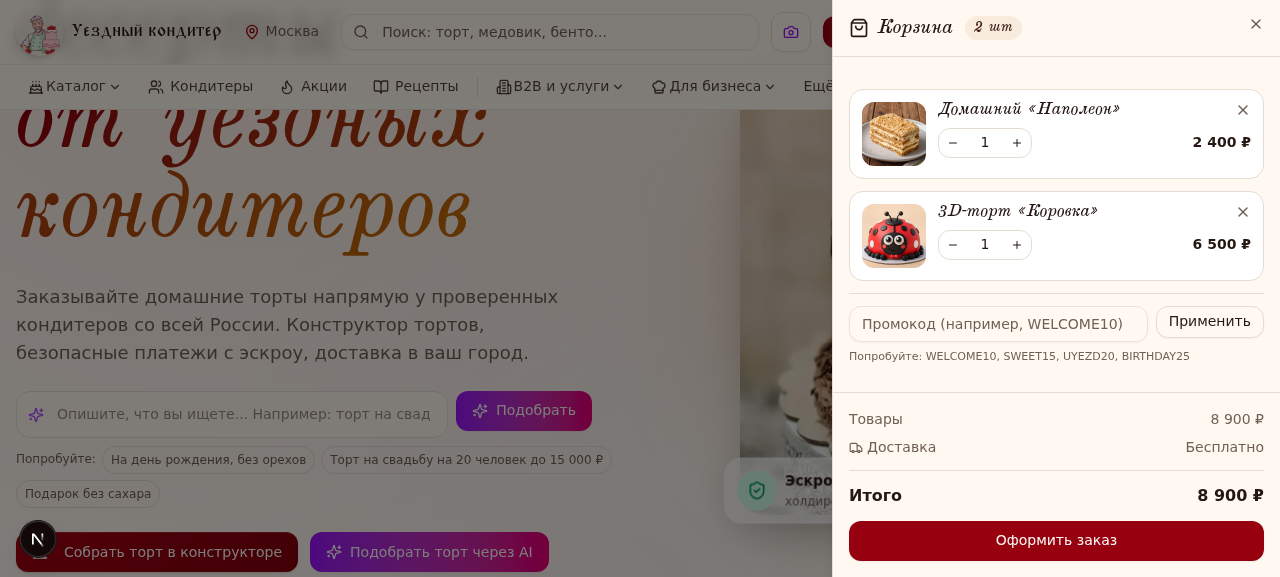 Уездный кондитер
Москва
Поиск: торт, медовик, бенто...
Каталог
Кондитеры
Акции
Рецепты
B2B и услуги
Для бизнеса
Ещё
от уездных
кондитеров
Заказывайте домашние торты напрямую у проверенных
кондитеров со всей России. Конструктор тортов,
безопасные платежи с эскроу, доставка в ваш город.
Опишите, что вы ищете... Например: торт на свад
Подобрать
Попробуйте:
На день рождения, без орехов
Торт на свадьбу на 20 человек до 15 000 ₽
Подарок без сахара
Собрать торт в конструкторе
Подобрать торт через AI
N
Корзина
2 шт
Домашний «Наполеон»
1
2 400 ₽
3D-торт «Коровка»
1
6 500 ₽
Промокод (например, WELCOME10)
Применить
Попробуйте: WELCOME10, SWEET15, UYEZD20, BIRTHDAY25
Товары
8 900 ₽
Доставка
Бесплатно
Итого
8 900 ₽
Оформить заказ